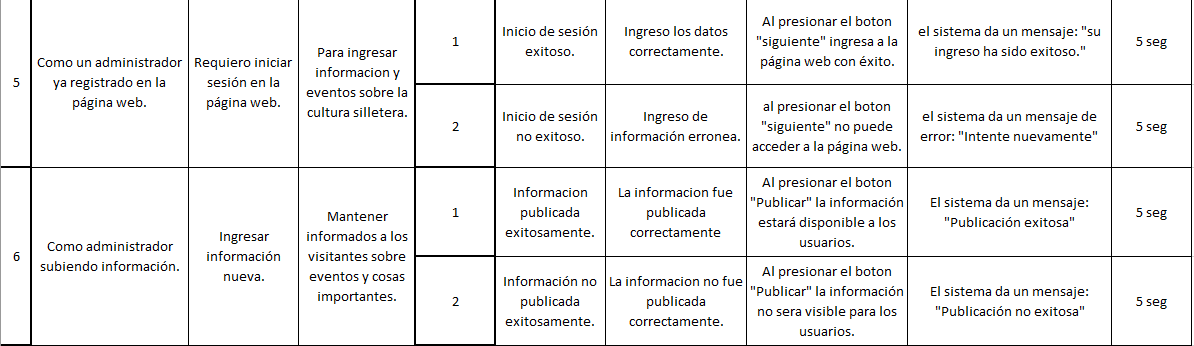 5
Como un administrador
ya registrado en la
página web.
Requiero iniciar
sesión en la
página web.
Para ingresar
informacion y
eventos sobre la
cultura silletera.
1
Inicio de sesión
exitoso.
Ingreso los datos
correctamente.
Al presionar el boton
"siguiente" ingresa a la
página web con éxito.
el sistema da un mensaje: "su
ingreso ha sido exitoso."
5 seg
2
Inicio de sesión
no exitoso.
Ingreso de
información erronea.
al presionar el boton
"siguiente" no puede
acceder a la página web.
el sistema da un mensaje de
error: "Intente nuevamente"
5 seg
6
Como administrador
subiendo información.
Ingresar
información
nueva.
Mantener
informados a los
visitantes sobre
eventos y cosas
importantes.
1
Informacion
publicada
exitosamente.
La informacion fue
publicada
correctamente
Al presionar el boton
"Publicar" la información
estará disponible a los
usuarios.
El sistema da un mensaje:
"Publicación exitosa"
5 seg
2
Información no
publicada
exitosamente.
La informacion no fue
publicada
correctamente.
Al presionar el boton
"Publicar" la información
no sera visible para los
usuarios.
El sistema da un mensaje:
"Publicación no exitosa"
5 seg